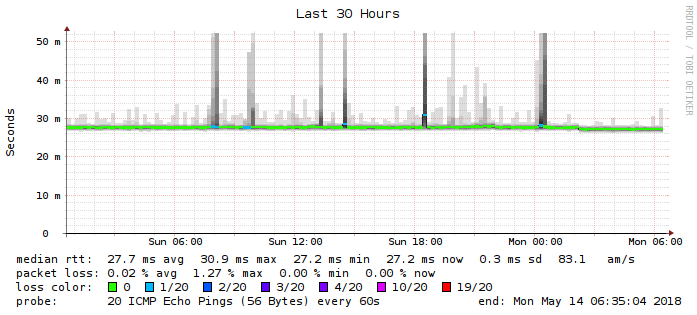 Last 30 Hours
RRDTOOL / TOBI OETIKER
Seconds
50 m
40 m
30 m
20 m
10 m
0
Sun 06:00 Sun 12:00 Sun 18:00 Mon 00:00 Mon 06:00
median rtt: 27.7 ms avg 30.9 ms max 27.2 ms min 27.2 ms now 0.3 ms sd 83.1 am/s
packet loss: 0.02 % avg 1.27 % max 0.00 % min 0.00 % now
loss color: 0 1/20 2/20 3/20 4/20 10/20 19/20
probe: 20 ICMP Echo Pings (56 Bytes) every 60s end: Mon May 14 06:35:04 2018